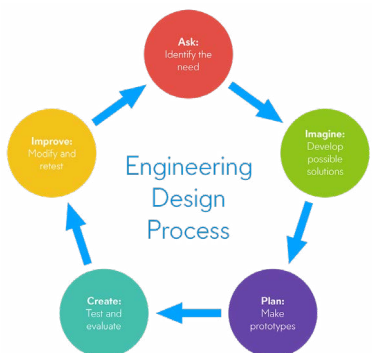 Ask:
Identify the
need
Imagine:
Develop
possible
solutions
Plan:
Make
prototypes
Create:
Test and
evaluate
Improve:
Modify and
retest
Engineering
Design
Process